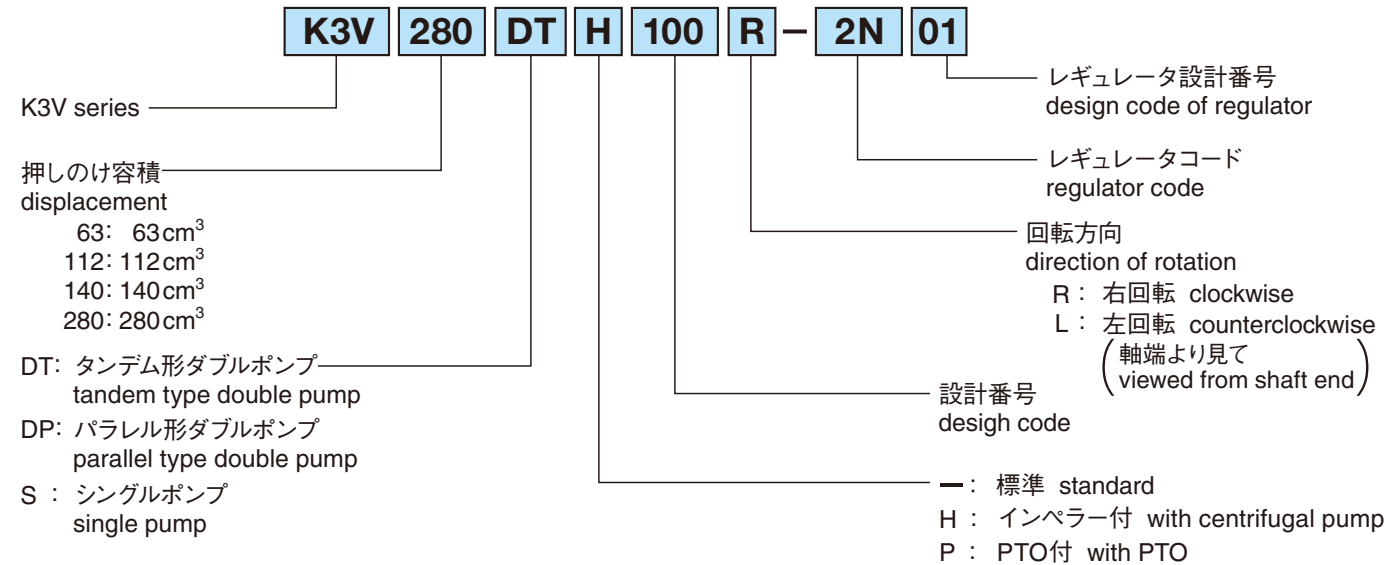 K3V 280 DT H 100 R － 2N 01
K3V series
押しのけ容積
displacement
63: 63cm³
112: 112cm³
140: 140cm³
280: 280cm³
DT: タンデム形ダブルポンプ
tandem type double pump
DP: パラレル形ダブルポンプ
parallel type double pump
S : シングルポンプ
single pump
レギュレータ設計番号
design code of regulator
レギュレータコード
regulator code
回転方向
direction of rotation
R : 右回転 clockwise
L : 左回転 counterclockwise
(軸端より見て
viewed from shaft end)
設計番号
desigh code
ー : 標準 standard
H : インペラー付 with centrifugal pump
P : PTO付 with PTO